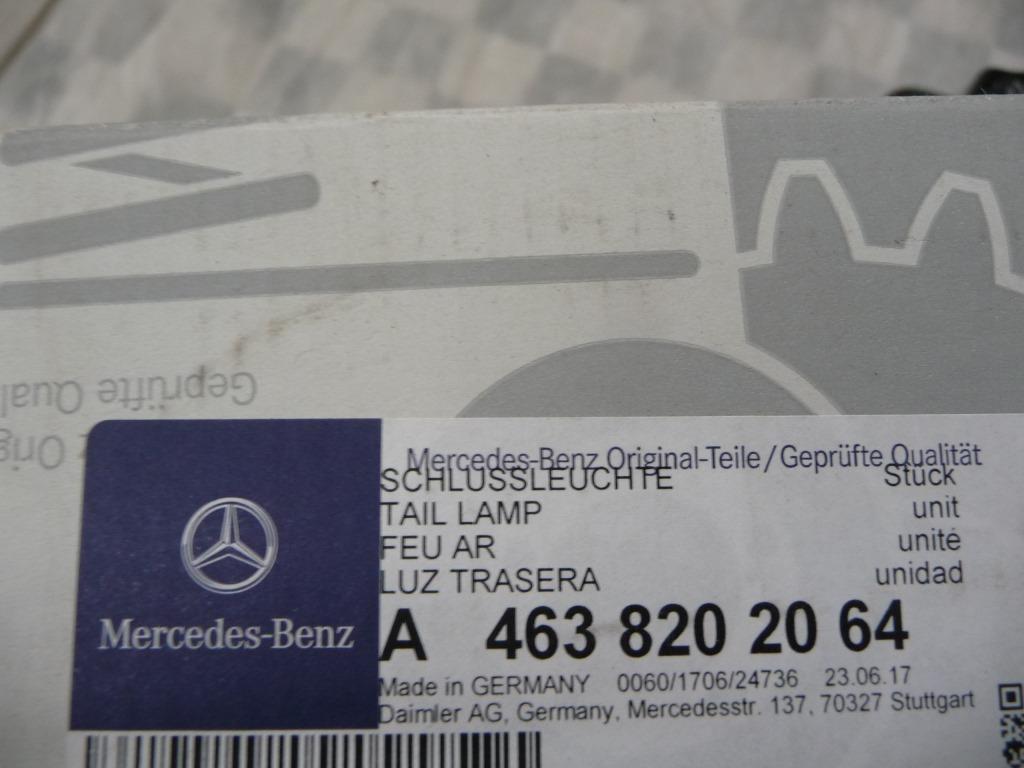 Geprüfte Qual
Orig
Mercedes-Benz Original-Teile/Geprüfte Qualität
SCHLUSSLEUCHTE Stück
TAIL LAMP unit
FEU AR unité
LUZ TRASERA unidad
Mercedes-Benz
A 463 820 20 64
Made in GERMANY 0060/1706/24736 23.06.17
Daimler AG, Germany, Mercedesstr. 137, 70327 Stuttgart